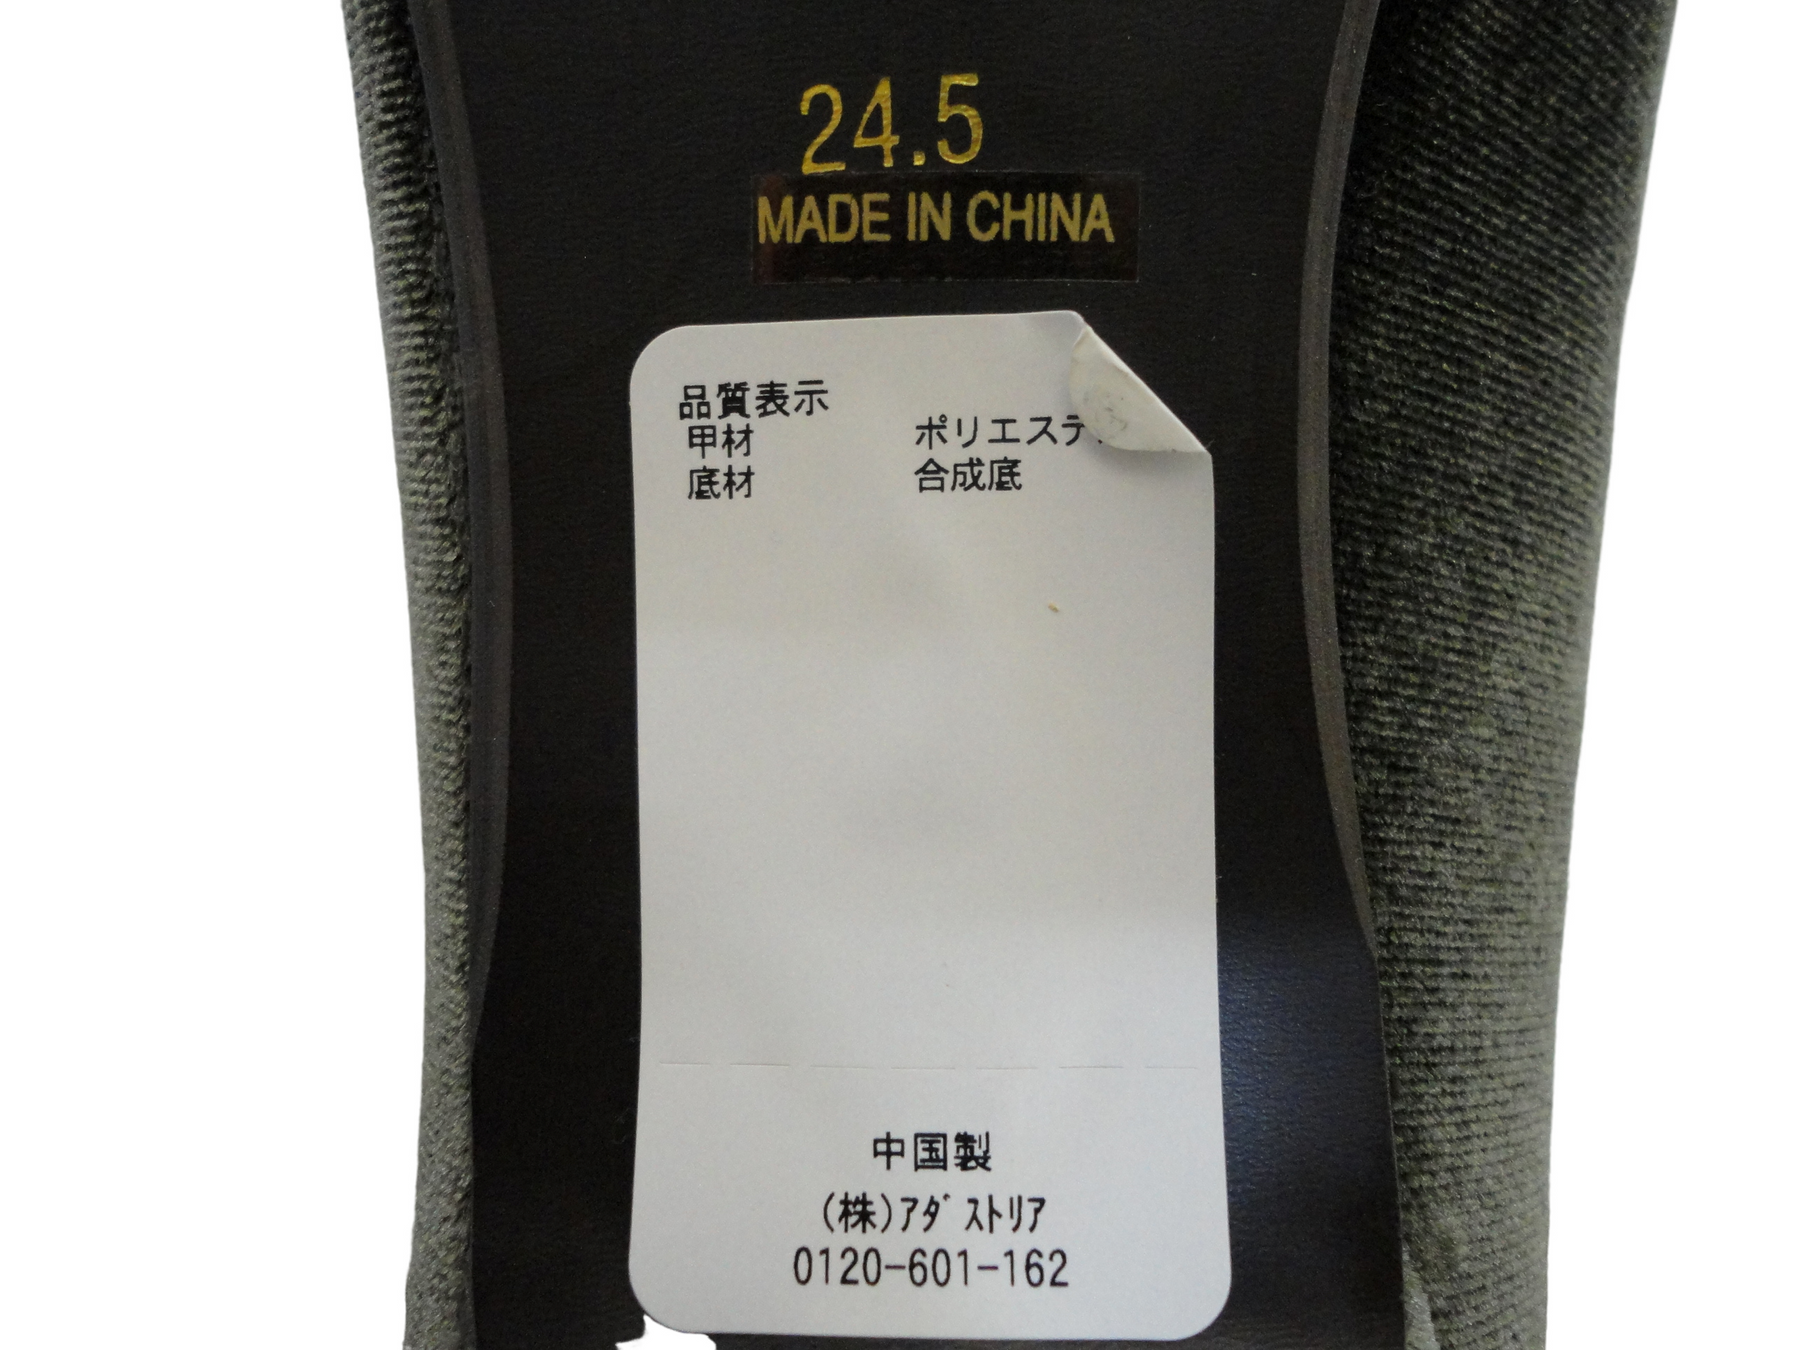 24.5
MADE IN CHINA
品質表示
甲材 ポリエステ
底材 合成底
中国製
(株)アダストリア
0120-601-162